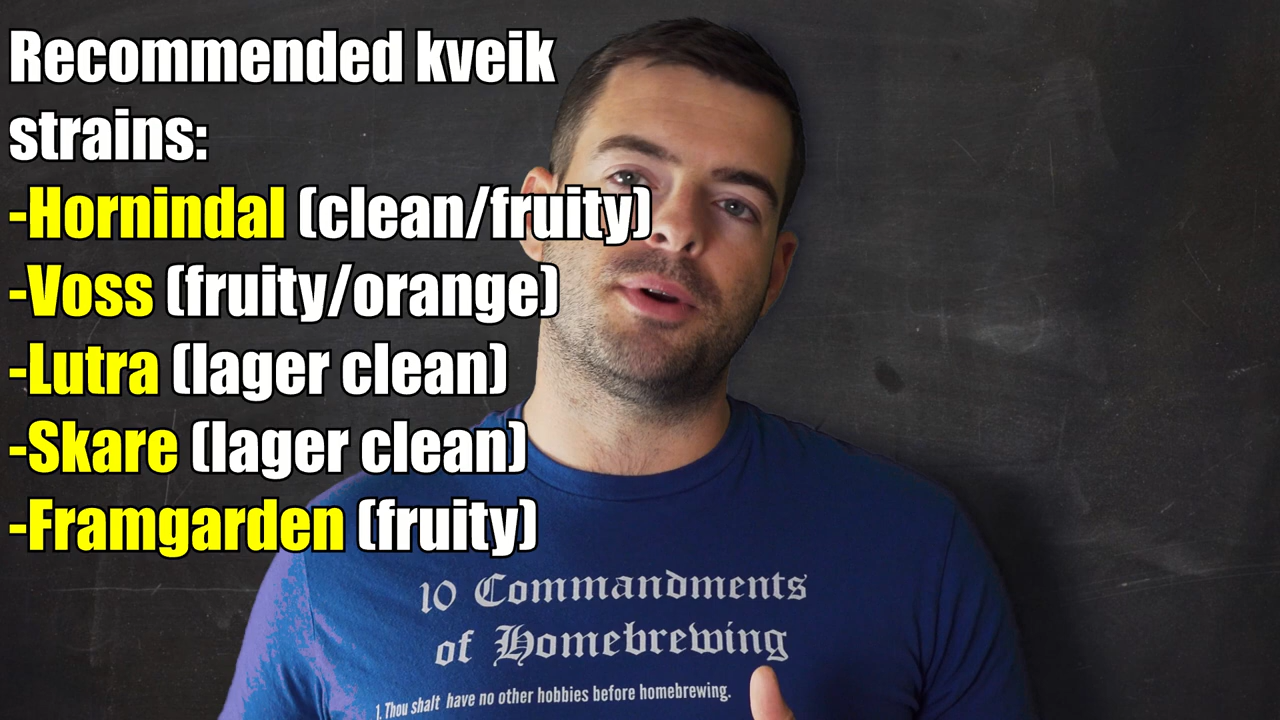 Recommended kveik
strains:
-Hornindal (clean/fruity)
-Voss (fruity/orange)
-Lutra (lager clean)
-Skare (lager clean)
-Framgarden (fruity)
10 Commandments
of Homebrewing
1. Thou shalt have no other hobbies before homebrewing.